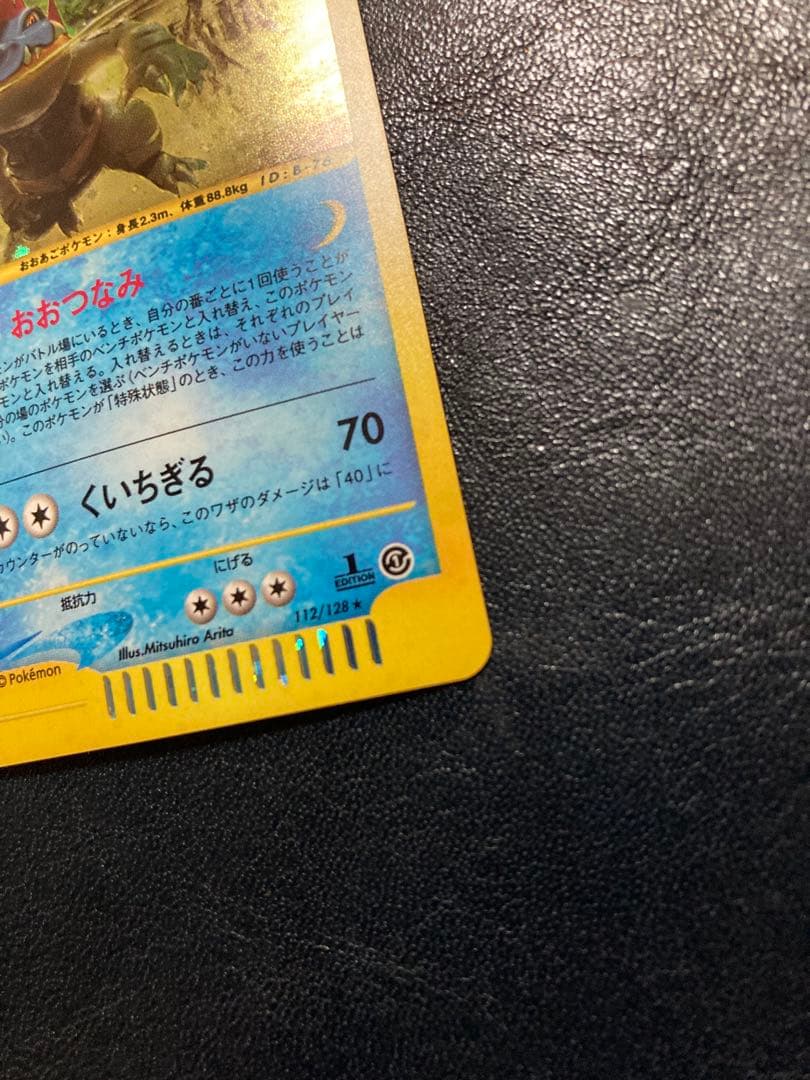 おおあごポケモン：身長2.3m、体重88.8kg ID:B-76
おおつなみ
ンがバトル場にいるとき、自分の番ごとに1回使うことが
ポケモンを相手のベンチポケモンと入れ替え、このポケモン
モンと入れ替える。入れ替えるときは、それぞれのプレイ
分の場のポケモンを選ぶ（ベンチポケモンがいないプレイヤー
い）。このポケモンが「特殊状態」のとき、この力を使うことは
くいちぎる 70
カウンターがのっていないなら、このワザのダメージは「40」に
抵抗力 にげる
1
EDITION
Illus.Mitsuhiro Arita 112/128 ★
© Pokémon